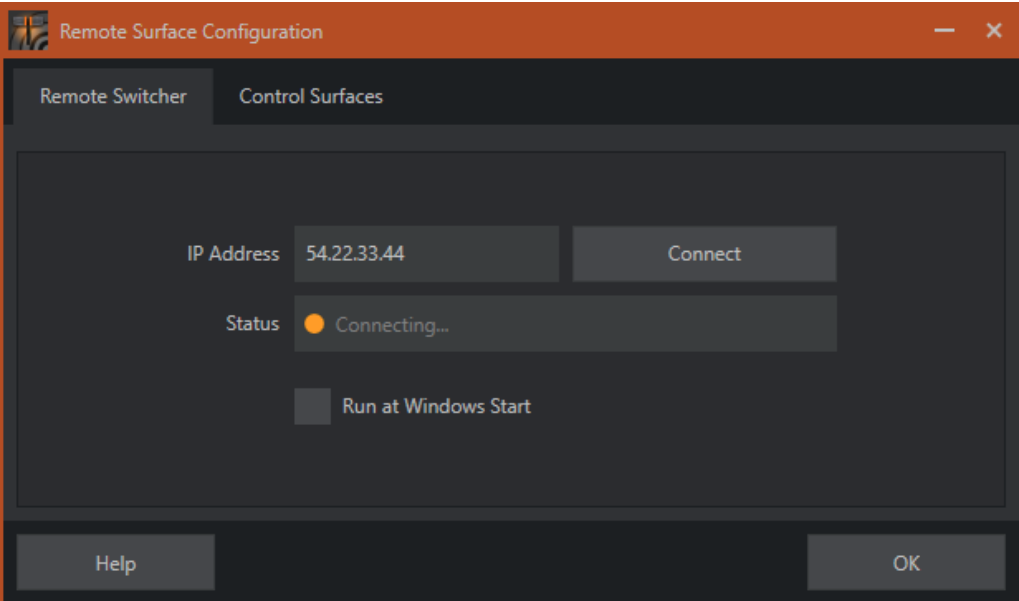 Remote Surface Configuration
Remote Switcher
Control Surfaces
IP Address
54.22.33.44
Connect
Status
Connecting...
Run at Windows Start
Help
OK